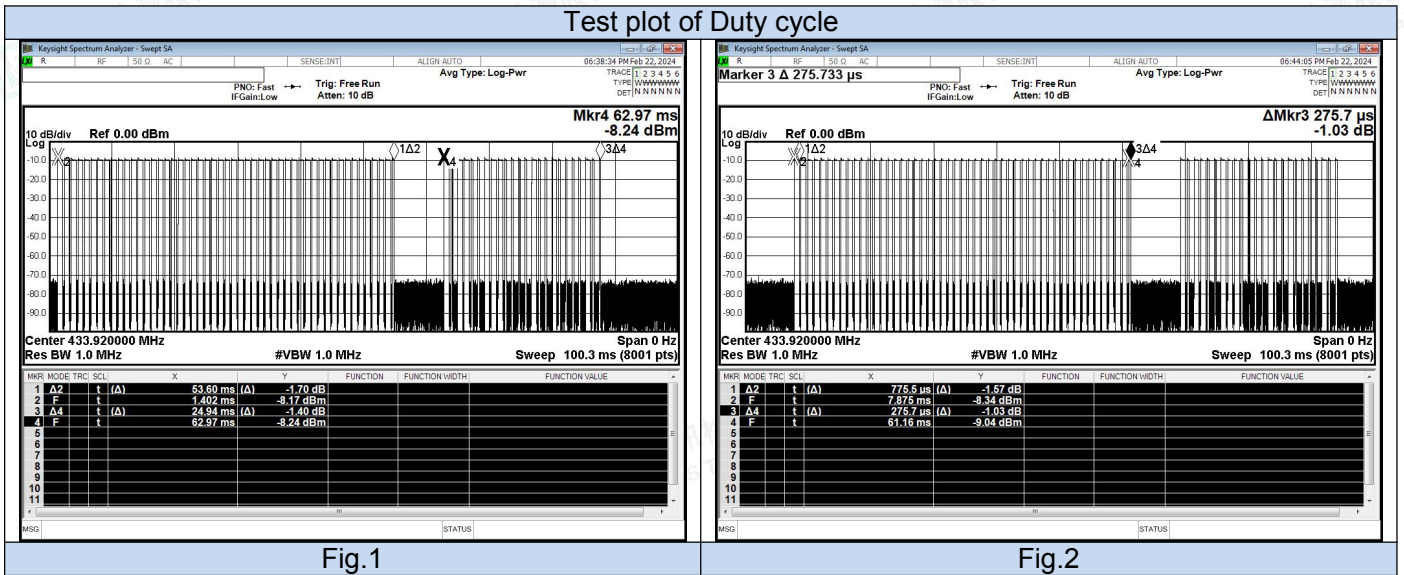 Test plot of Duty cycle
Keysight Spectrum Analyzer - Swept SA
R RF 50 Ω AC SENSE:INT ALIGN AUTO 06:38:34 PM Feb 22, 2024
PNO: Fast Trig: Free Run Avg Type: Log-Pwr TRACE 1 2 3 4 5 6
IFGain:Low Atten: 10 dB TYPE WWWWWW
DET N N N N N N
Mkr4 62.97 ms
-8.24 dBm
10 dB/div Ref 0.00 dBm
Log
1Δ2 4 3Δ4
2
-10.0
-20.0
-30.0
-40.0
-50.0
-60.0
-70.0
-80.0
-90.0
Center 433.920000 MHz Span 0 Hz
Res BW 1.0 MHz #VBW 1.0 MHz Sweep 100.3 ms (8001 pts)
MKR MODE TRC SCL X Y FUNCTION FUNCTION WIDTH FUNCTION VALUE
1 Δ2 t (Δ) 53.60 ms (Δ) -1.70 dB
2 F t 1.402 ms -8.17 dBm
3 Δ4 t (Δ) 24.94 ms (Δ) -1.40 dB
4 F t 62.97 ms -8.24 dBm
5
6
7
8
9
10
11
MSG STATUS
Fig.1
Keysight Spectrum Analyzer - Swept SA
R RF 50 Ω AC SENSE:INT ALIGN AUTO 06:44:05 PM Feb 22, 2024
Marker 3 Δ 275.733 µs
PNO: Fast Trig: Free Run Avg Type: Log-Pwr TRACE 1 2 3 4 5 6
IFGain:Low Atten: 10 dB TYPE WWWWWW
DET N N N N N N
ΔMkr3 275.7 µs
-1.03 dB
10 dB/div Ref 0.00 dBm
Log
1Δ2 3Δ4
2 4
-10.0
-20.0
-30.0
-40.0
-50.0
-60.0
-70.0
-80.0
-90.0
Center 433.920000 MHz Span 0 Hz
Res BW 1.0 MHz #VBW 1.0 MHz Sweep 100.3 ms (8001 pts)
MKR MODE TRC SCL X Y FUNCTION FUNCTION WIDTH FUNCTION VALUE
1 Δ2 t (Δ) 775.5 µs (Δ) -1.57 dB
2 F t 7.875 ms -8.34 dBm
3 Δ4 t (Δ) 275.7 µs (Δ) -1.03 dB
4 F t 61.16 ms -9.04 dBm
5
6
7
8
9
10
11
MSG STATUS
Fig.2